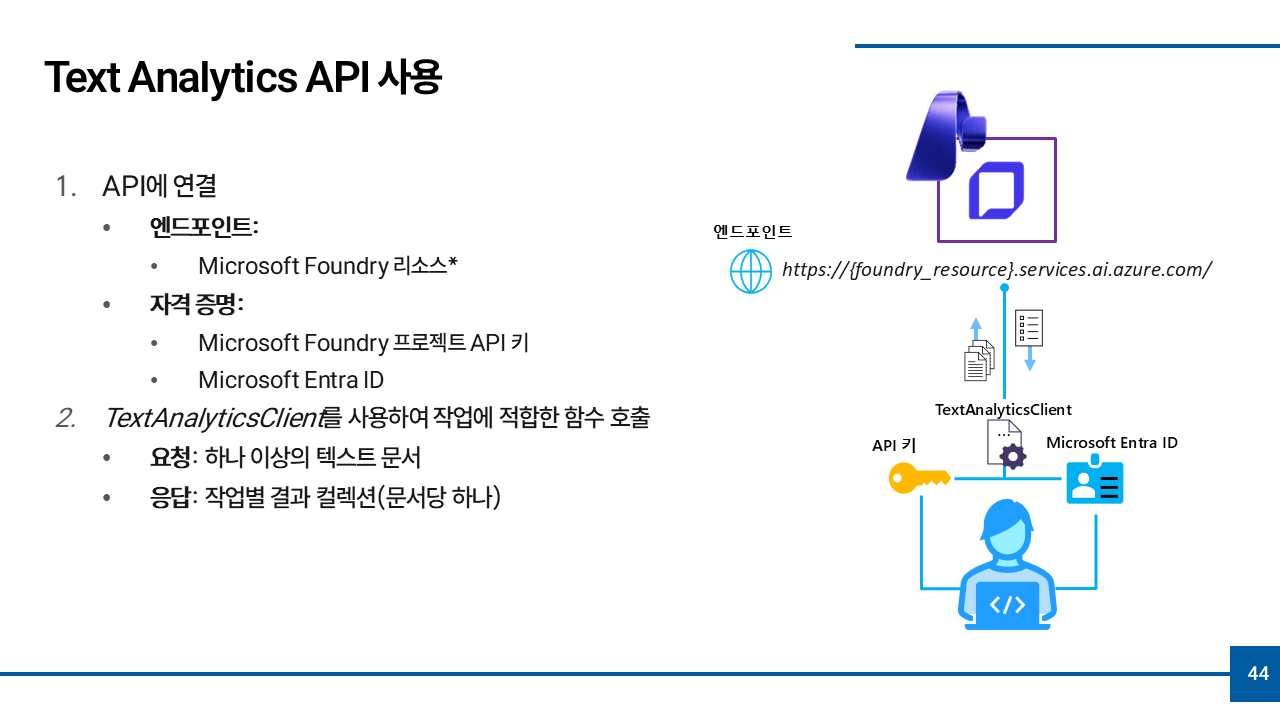 Text Analytics API 사용
1. API에 연결
• 엔드포인트:
• Microsoft Foundry 리소스*
• 자격 증명:
• Microsoft Foundry 프로젝트 API 키
• Microsoft Entra ID
2. TextAnalyticsClient를 사용하여 작업에 적합한 함수 호출
• 요청: 하나 이상의 텍스트 문서
• 응답: 작업별 결과 컬렉션(문서당 하나)
엔드포인트
https://{foundry_resource}.services.ai.azure.com/
TextAnalyticsClient
API 키
Microsoft Entra ID
44